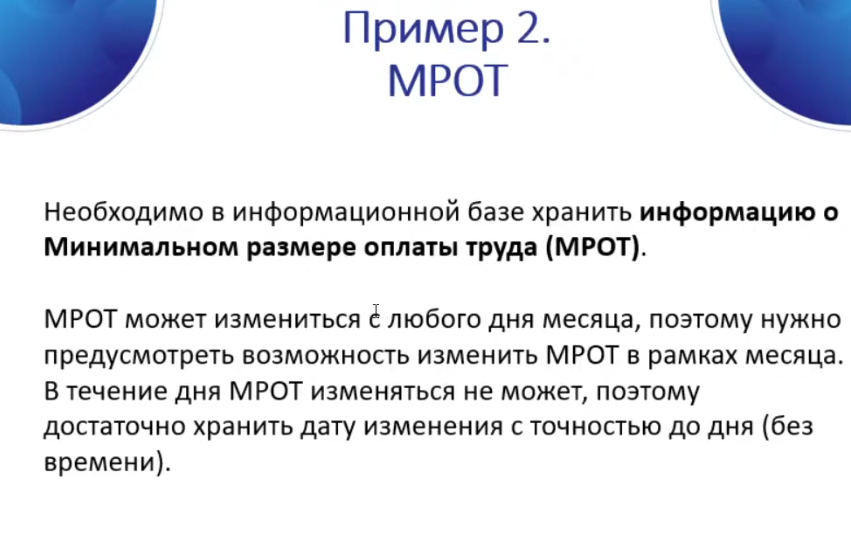 Пример 2.
МРОТ
Необходимо в информационной базе хранить информацию о
Минимальном размере оплаты труда (МРОТ).
МРОТ может измениться с любого дня месяца, поэтому нужно
предусмотреть возможность изменить МРОТ в рамках месяца.
В течение дня МРОТ изменяться не может, поэтому
достаточно хранить дату изменения с точностью до дня (без
времени).